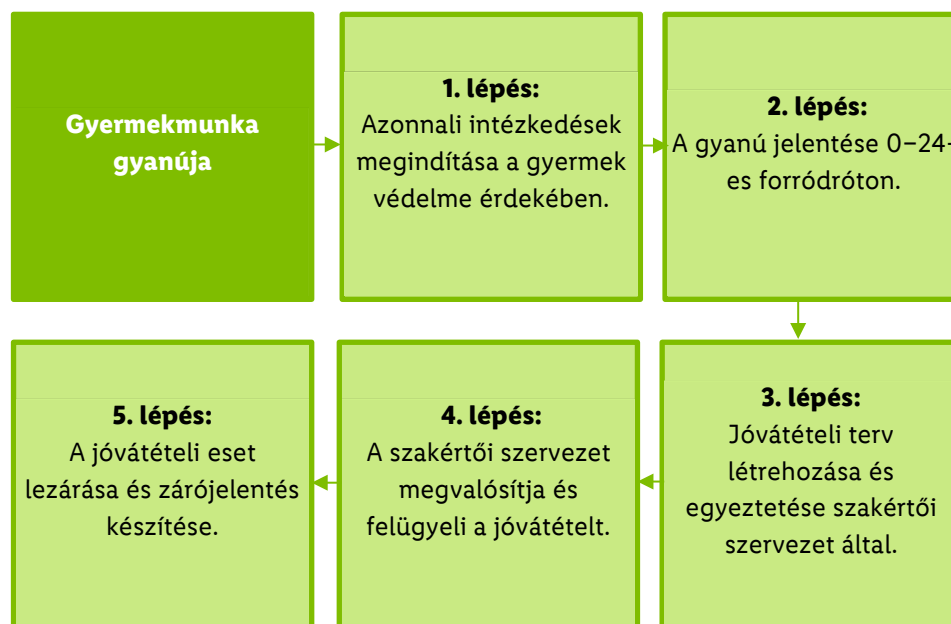 Gyermekmunka
gyanúja
1. lépés:
Azonnali intézkedések
megindítása a gyermek
védelme érdekében.
2. lépés:
A gyanú jelentése 0–24-
es forródróton.
3. lépés:
Jóvátételi terv
létrehozása és
egyeztetése szakértői
szervezet által.
4. lépés:
A szakértői szervezet
megvalósítja és
felügyeli a jóvátételt.
5. lépés:
A jóvátételi eset
lezárása és zárójelentés
készítése.